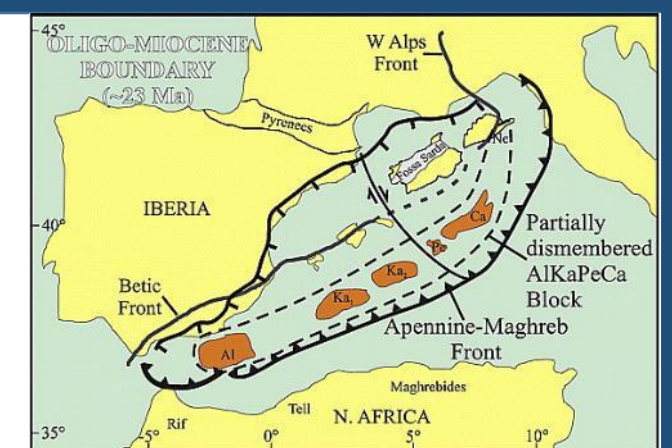 45°
OLIGO-MIOCENE
BOUNDARY
(~23 Ma)
W Alps
Front
Pyrenees
Ne
Fossa Sarda
IBERIA
40°
Ca
Pe
Partially
dismembered
AlKaPeCa
Block
Ka₂
Ka₁
Betic
Front
Apennine-Maghreb
Front
Al
Maghrebides
Rif
Tell
N. AFRICA
35°
-5°
0°
5°
10°